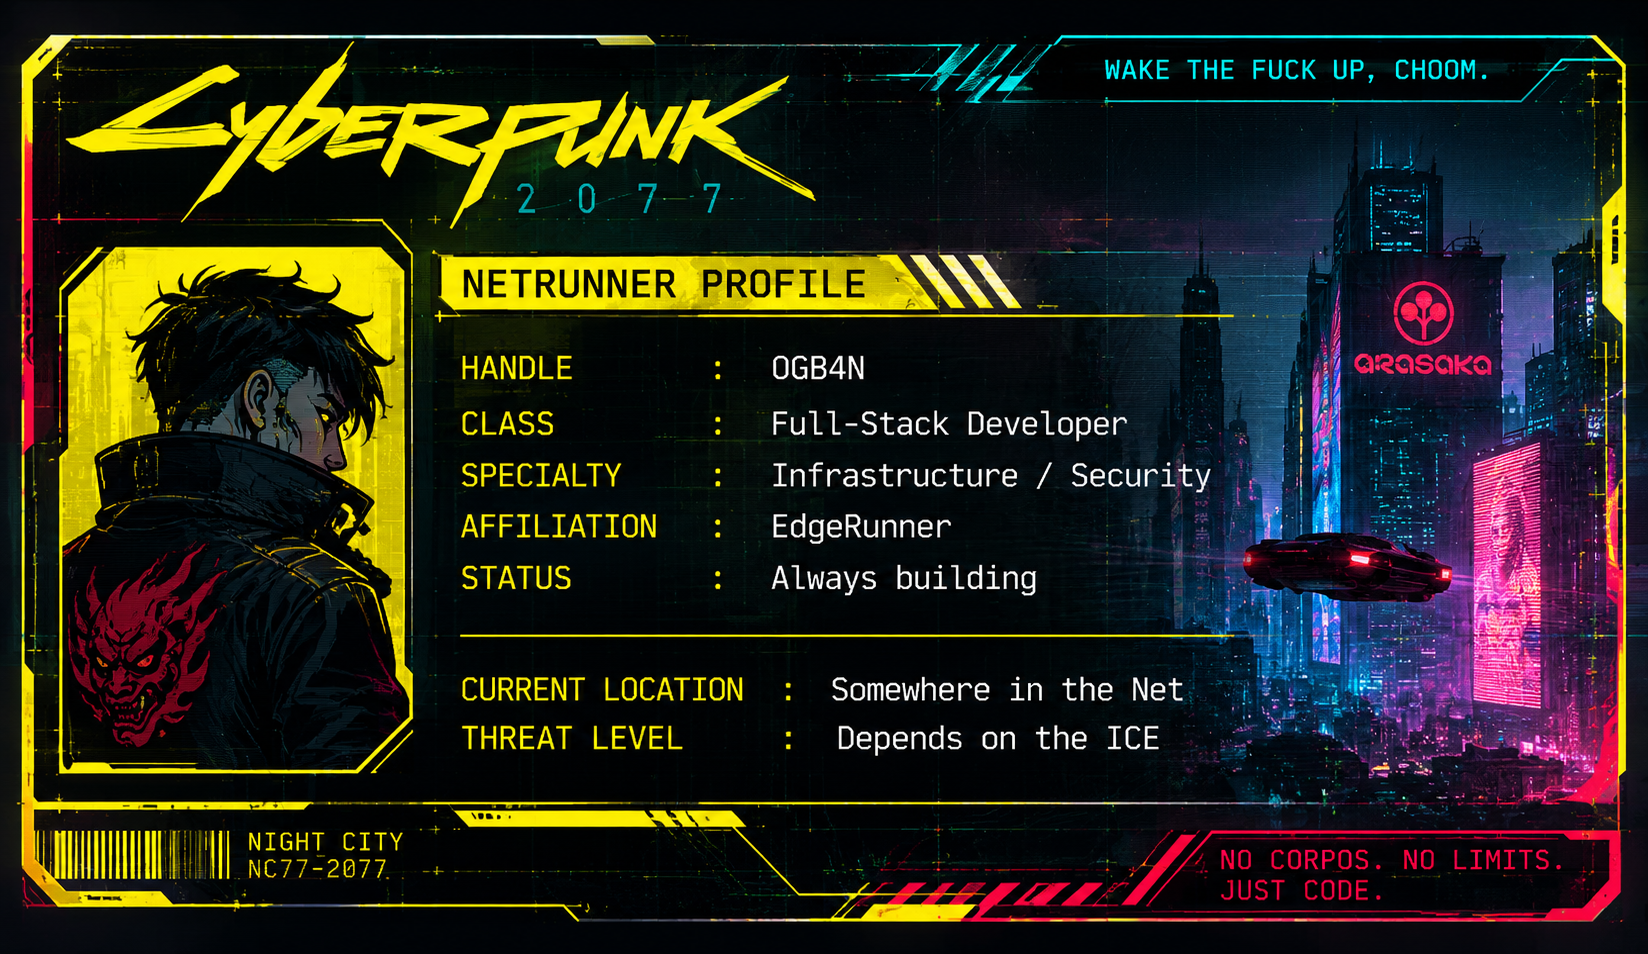 CYBERPUNK
2077
WAKE THE FUCK UP, CHOOM.
NETRUNNER PROFILE
HANDLE : OGB4N
CLASS : Full-Stack Developer
SPECIALTY : Infrastructure / Security
AFFILIATION : EdgeRunner
STATUS : Always building
CURRENT LOCATION : Somewhere in the Net
THREAT LEVEL : Depends on the ICE
arasaka
NIGHT CITY
NC77-2077
NO CORPOS. NO LIMITS.
JUST CODE.